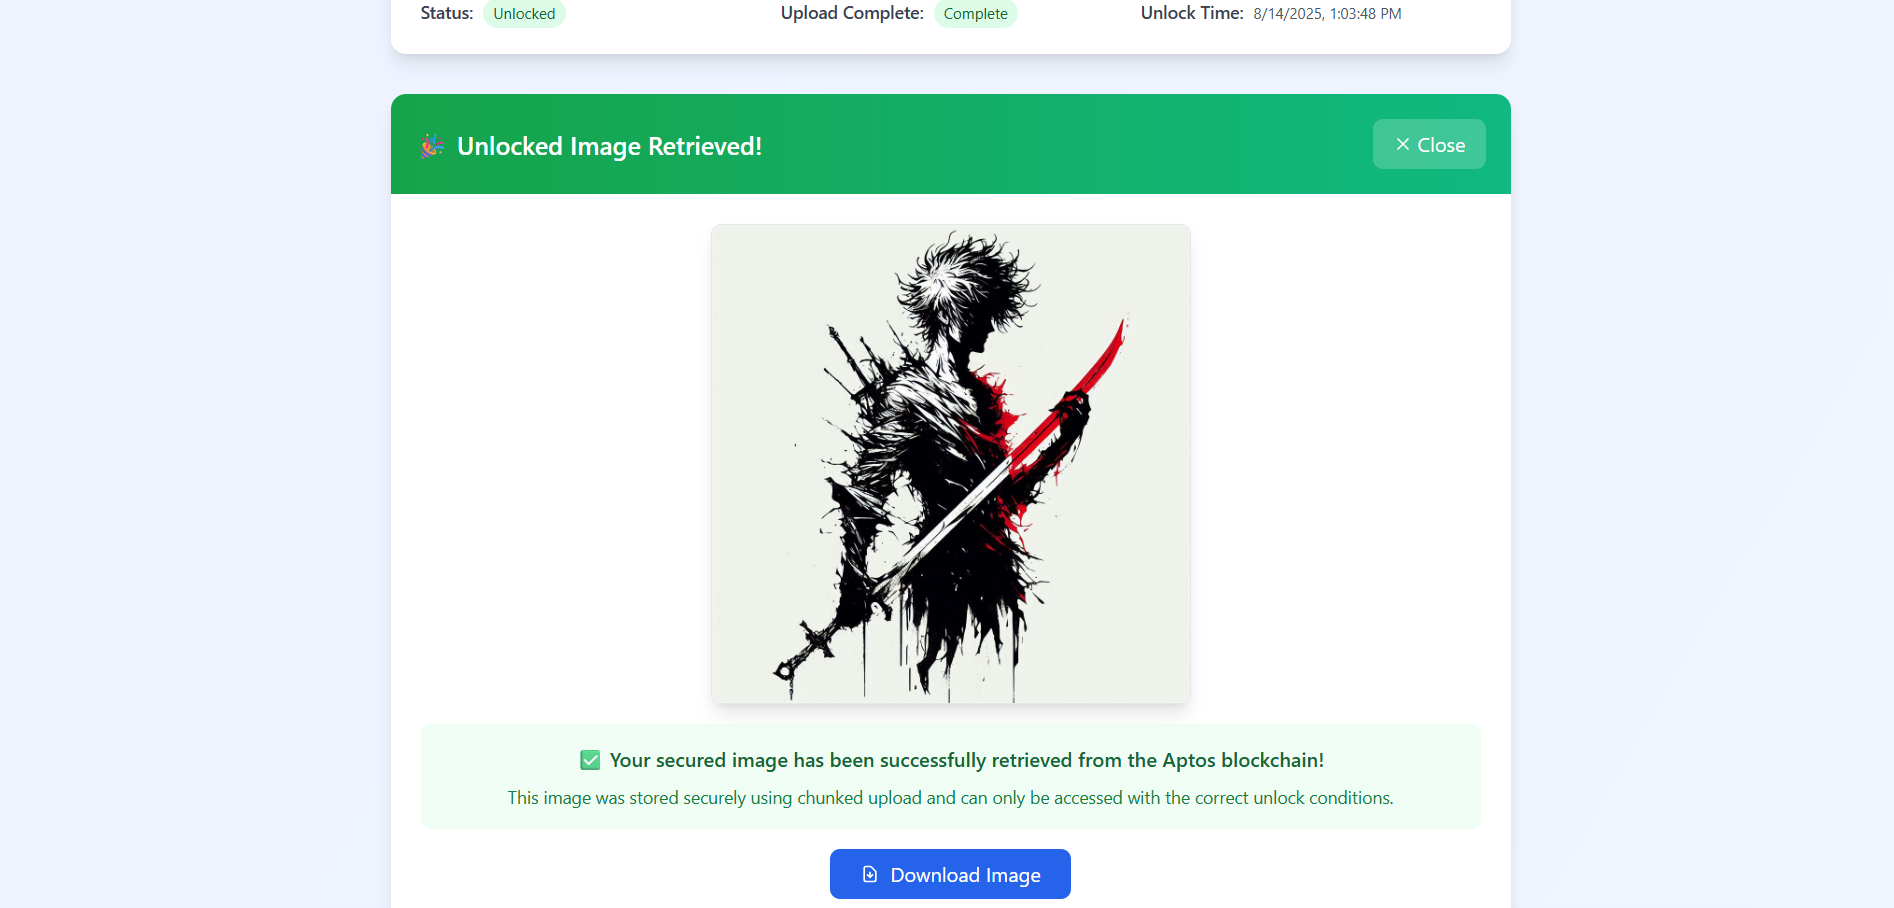 Status: Unlocked Upload Complete: Complete Unlock Time: 8/14/2025, 1:03:48 PM
🎉 Unlocked Image Retrieved! × Close
✅ Your secured image has been successfully retrieved from the Aptos blockchain!
This image was stored securely using chunked upload and can only be accessed with the correct unlock conditions.
Download Image